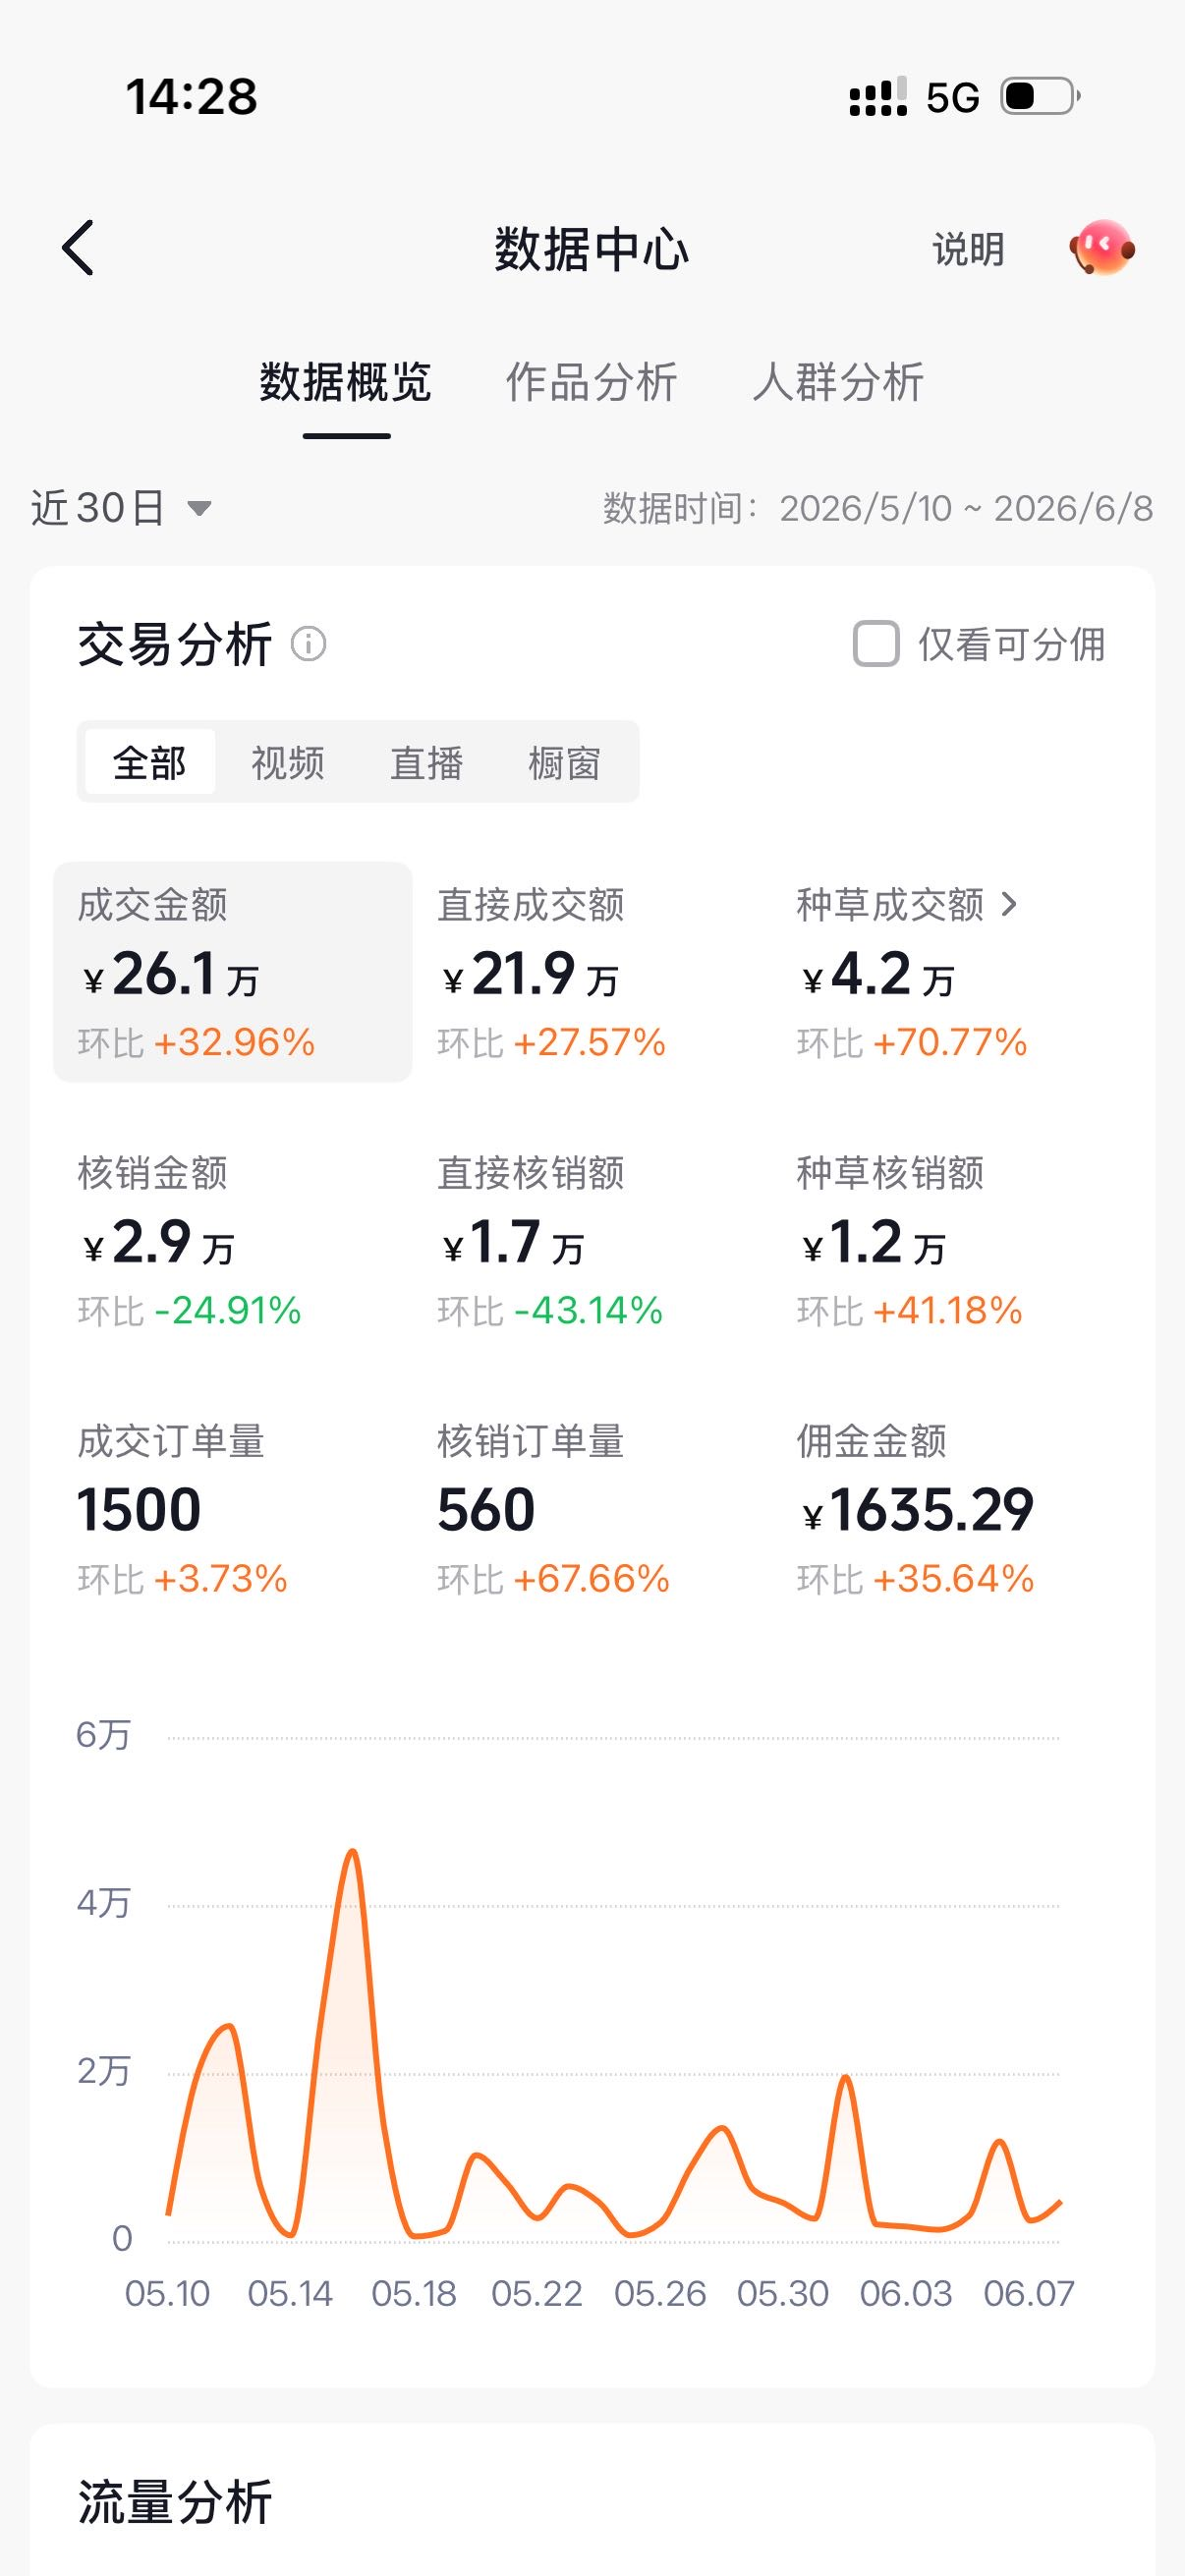 14:28 5G
数据中心 说明
数据概览 作品分析 人群分析
近30日 数据时间：2026/5/10 ~ 2026/6/8
交易分析 仅看可分佣
全部 视频 直播 橱窗
成交金额 直接成交额 种草成交额
¥26.1万 ¥21.9万 ¥4.2万
环比 +32.96% 环比 +27.57% 环比 +70.77%
核销金额 直接核销额 种草核销额
¥2.9万 ¥1.7万 ¥1.2万
环比 -24.91% 环比 -43.14% 环比 +41.18%
成交订单量 核销订单量 佣金金额
1500 560 ¥1635.29
环比 +3.73% 环比 +67.66% 环比 +35.64%
6万
4万
2万
0
05.10 05.14 05.18 05.22 05.26 05.30 06.03 06.07
流量分析